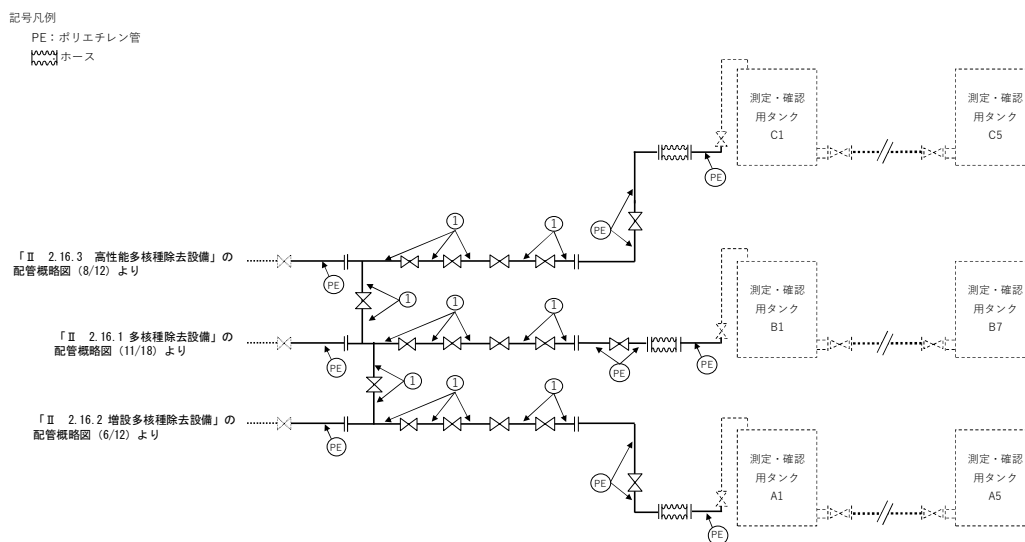 記号凡例
PE：ポリエチレン管
ホース
測定・確認
用タンク
C1
測定・確認
用タンク
C5
PE
PE
①
①
「Ⅱ 2.16.3 高性能多核種除去設備」の
配管概略図（8/12）より
PE
①
測定・確認
用タンク
B1
測定・確認
用タンク
B7
①
①
「Ⅱ 2.16.1 多核種除去設備」の
配管概略図（11/18）より
PE
PE
PE
①
①
①
「Ⅱ 2.16.2 増設多核種除去設備」の
配管概略図（6/12）より
PE
PE
測定・確認
用タンク
A1
測定・確認
用タンク
A5
PE